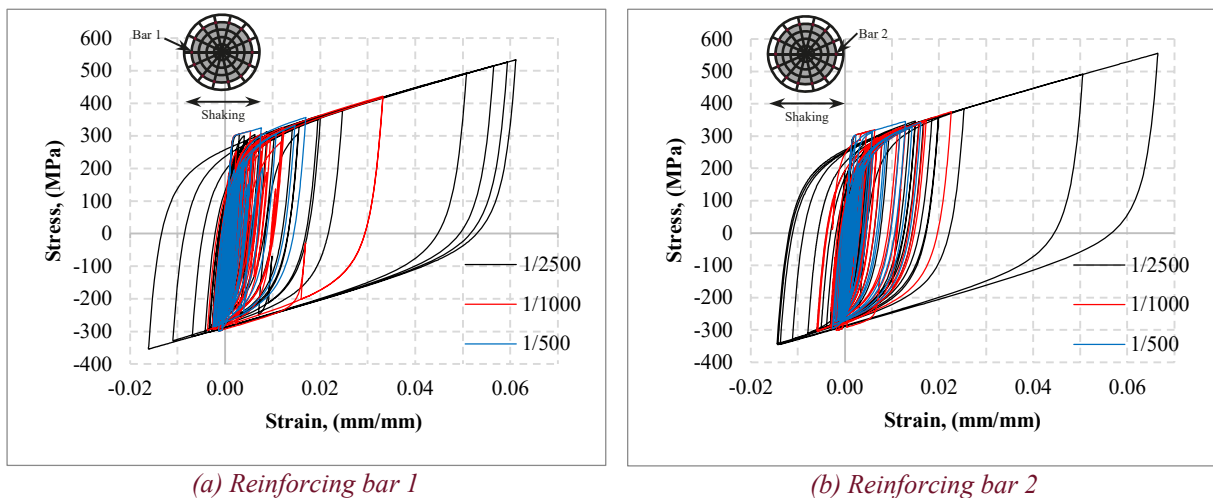 Bar 1
Shaking
600
500
400
300
200
100
0
-100
-200
-300
-400
-0.02 0.00 0.02 0.04 0.06
Stress, (MPa)
Strain, (mm/mm)
1/2500
1/1000
1/500
(a) Reinforcing bar 1
Bar 2
Shaking
600
500
400
300
200
100
0
-100
-200
-300
-400
-0.02 0.00 0.02 0.04 0.06
Stress, (MPa)
Strain, (mm/mm)
1/2500
1/1000
1/500
(b) Reinforcing bar 2